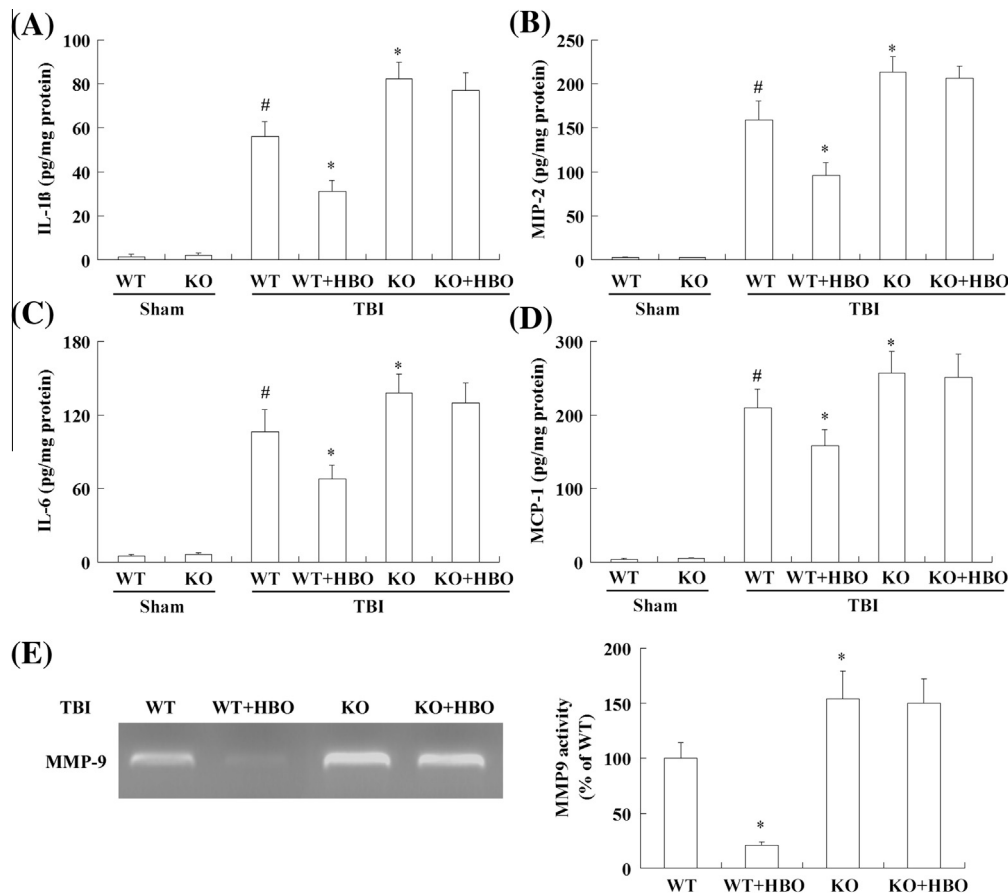 (A)
100
80
60
40
20
0
IL-1ß (pg/mg protein)
#
*
*
WT KO WT WT+HBO KO KO+HBO
Sham TBI
(B)
250
200
150
100
50
0
MIP-2 (pg/mg protein)
#
*
*
WT KO WT WT+HBO KO KO+HBO
Sham TBI
(C)
180
120
60
0
IL-6 (pg/mg protein)
#
*
*
WT KO WT WT+HBO KO KO+HBO
Sham TBI
(D)
300
200
100
0
MCP-1 (pg/mg protein)
#
*
*
WT KO WT WT+HBO KO KO+HBO
Sham TBI
(E)
TBI WT WT+HBO KO KO+HBO
MMP-9
200
150
100
50
0
MMP9 activity
(% of WT)
*
*
WT WT+HBO KO KO+HBO